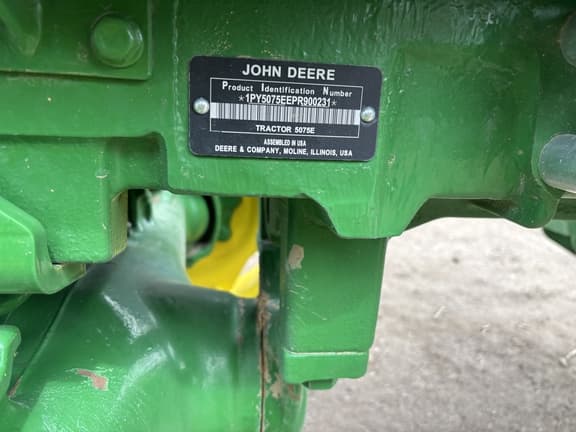 JOHN DEERE
Product Identification Number
*1PY5075EEPR900231*
TRACTOR 5075E
ASSEMBLED IN USA
DEERE & COMPANY, MOLINE, ILLINOIS, USA